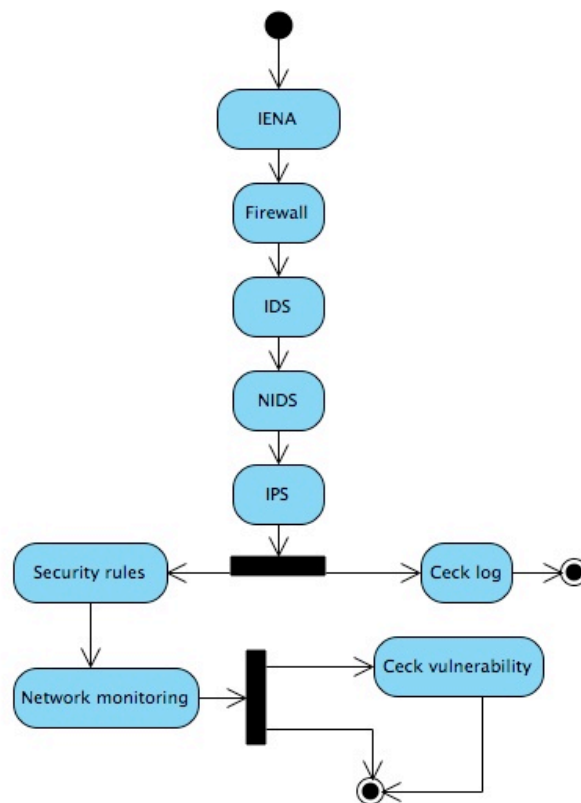 IENA
Firewall
IDS
NIDS
IPS
Security rules
Ceck log
Network monitoring
Ceck vulnerability